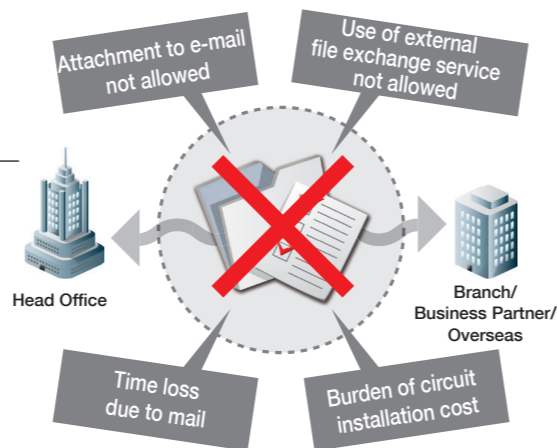 Attachment to e-mail
not allowed
Use of external
file exchange service
not allowed
Head Office
Branch/
Business Partner/
Overseas
Time loss
due to mail
Burden of circuit
installation cost